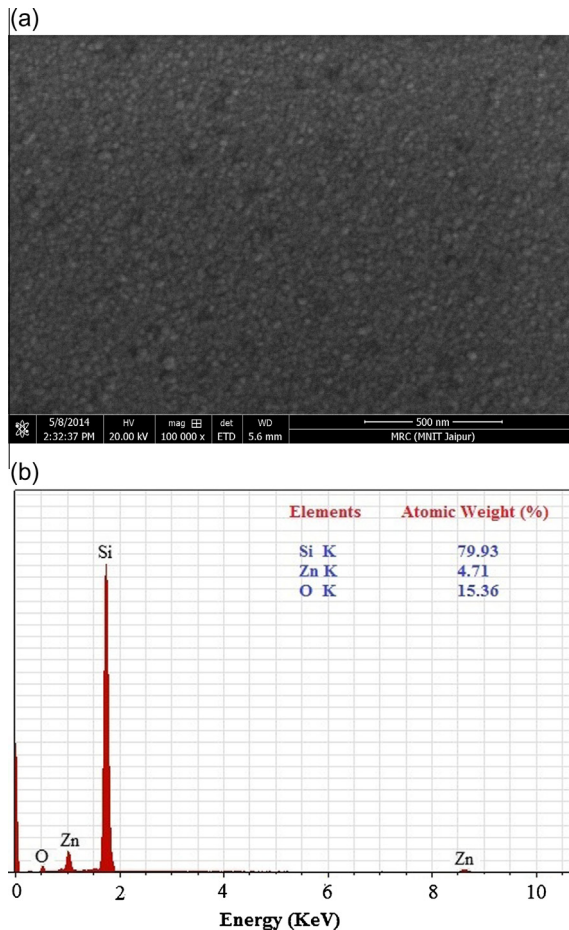 (a)
5/8/2014 HV mag det WD 500 nm
2:32:37 PM 20.00 kV 100 000 x ETD 5.6 mm MRC (MNIT Jaipur)
(b)
Elements Atomic Weight (%)
Si K 79.93
Zn K 4.71
O K 15.36
Si
O
Zn
Zn
0 2 4 6 8 10
Energy (KeV)